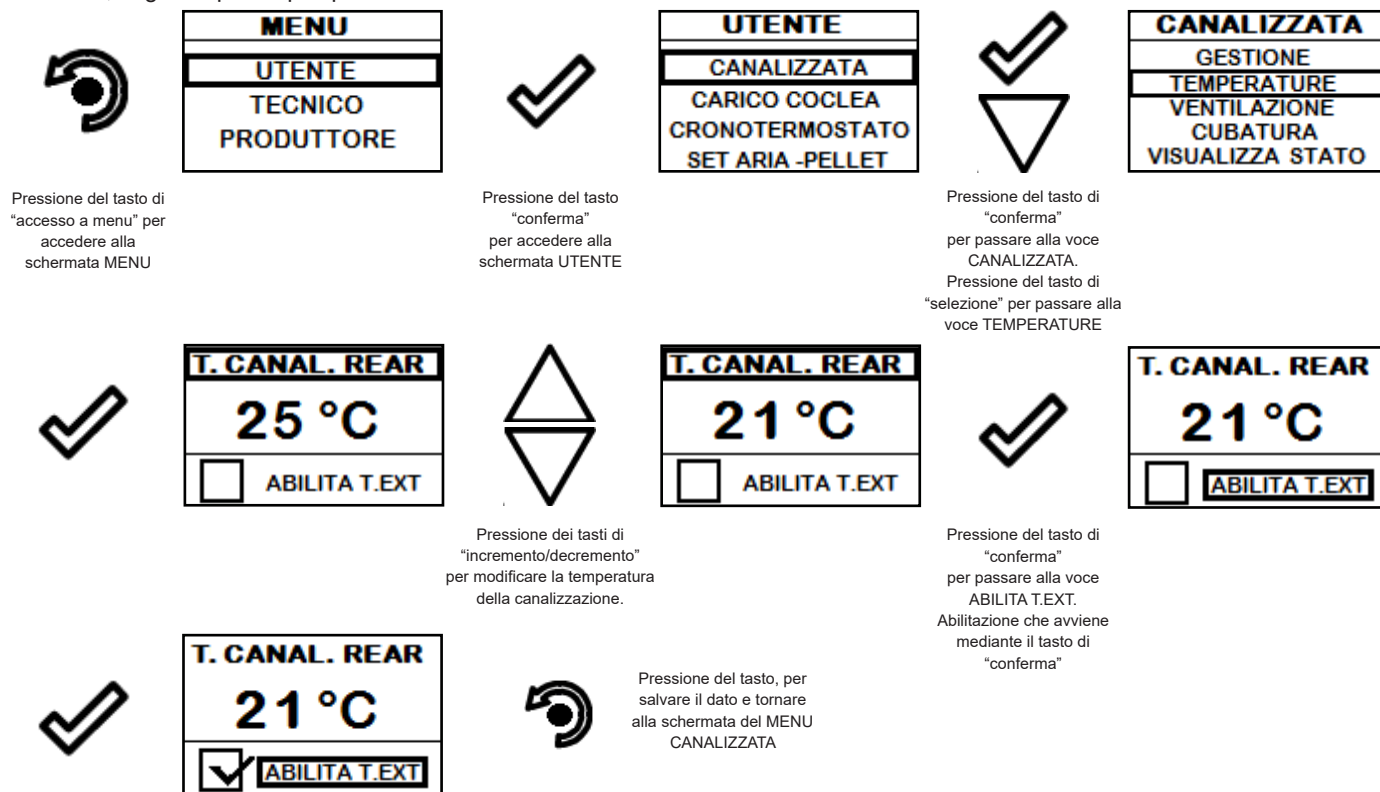 MENU
UTENTE
TECNICO
PRODUTTORE
UTENTE
CANALIZZATA
CARICO COCLEA
CRONOTERMOSTATO
SET ARIA -PELLET
CANALIZZATA
GESTIONE
TEMPERATURE
VENTILAZIONE
CUBATURA
VISUALIZZA STATO
Pressione del tasto di
“accesso a menu” per
accedere alla
schermata MENU
Pressione del tasto
“conferma”
per accedere alla
schermata UTENTE
Pressione del tasto di
“conferma”
per passare alla voce
CANALIZZATA.
Pressione del tasto di
“selezione” per passare alla
voce TEMPERATURE
T. CANAL. REAR
25 °C
ABILITA T.EXT
T. CANAL. REAR
21 °C
ABILITA T.EXT
T. CANAL. REAR
21 °C
ABILITA T.EXT
Pressione dei tasti di
“incremento/decremento”
per modificare la temperatura
della canalizzazione.
Pressione del tasto di
“conferma”
per passare alla voce
ABILITA T.EXT.
Abilitazione che avviene
mediante il tasto di
“conferma”
T. CANAL. REAR
21 °C
ABILITA T.EXT
Pressione del tasto, per
salvare il dato e tornare
alla schermata del MENU
CANALIZZATA